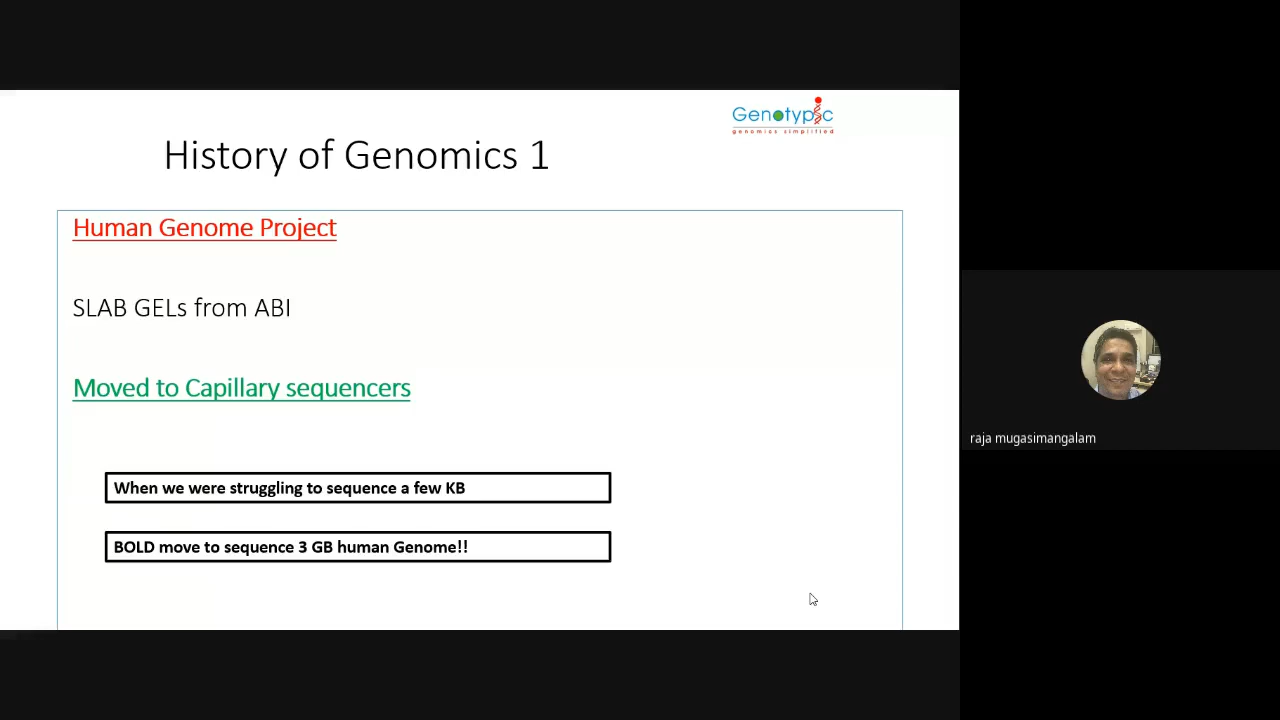 Genotypic
genomics simplified
History of Genomics 1
Human Genome Project
SLAB GELs from ABI
Moved to Capillary sequencers
When we were struggling to sequence a few KB
BOLD move to sequence 3 GB human Genome!!
raja mugasimangalam